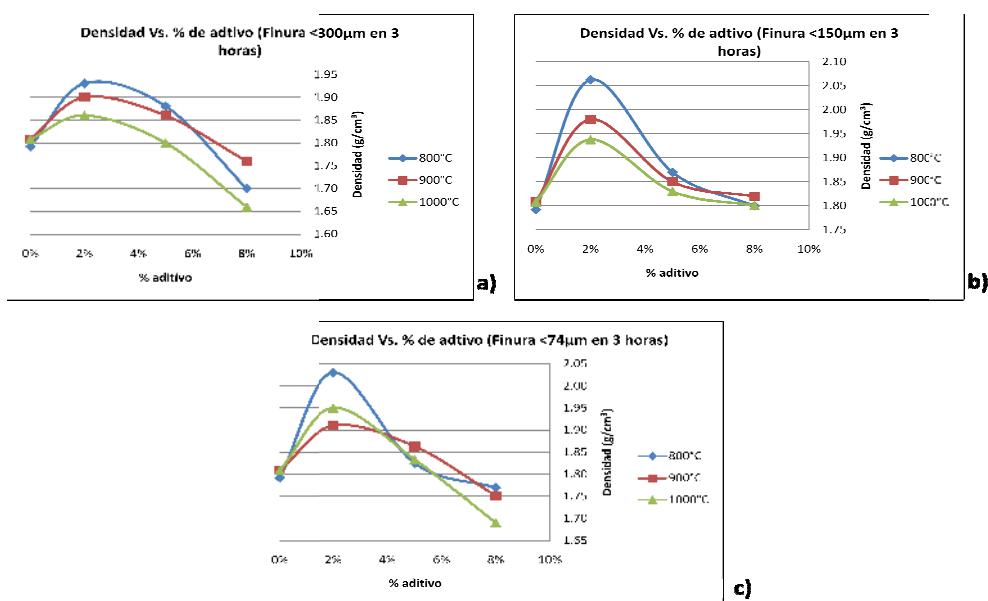 Densidad Vs. % de adtivo (Finura <300µm en 3
horas)
1.95
1.90
1.85
1.80
1.75
1.70
1.65
1.60
Densidad (g/cm³)
800°C
900°C
1000°C
0% 2% 4% 6% 8% 10%
% aditivo
a)
Densidad Vs. % de adtivo (Finura <150µm en 3
horas)
2.10
2.05
2.00
1.95
1.90
1.85
1.80
1.75
Densidad (g/cm³)
800°C
900°C
1000°C
0% 2% 4% 6% 8% 10%
% aditivo
b)
Densidad Vs. % de adtivo (Finura <74µm en 3 horas)
2.05
2.00
1.95
1.90
1.85
1.80
1.75
1.70
1.65
Densidad (g/cm³)
800°C
900°C
1000°C
0% 2% 4% 6% 8% 10%
% aditivo
c)